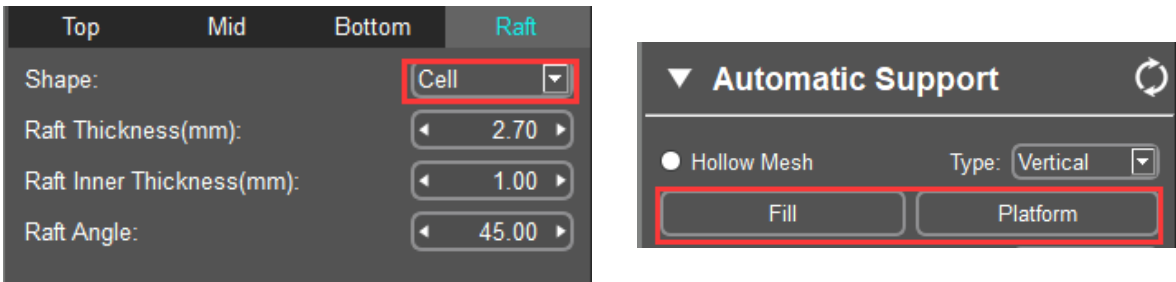 Top Mid Bottom Raft
Shape: Cell
Raft Thickness(mm): 2.70
Raft Inner Thickness(mm): 1.00
Raft Angle: 45.00
Automatic Support
Hollow Mesh Type: Vertical
Fill Platform